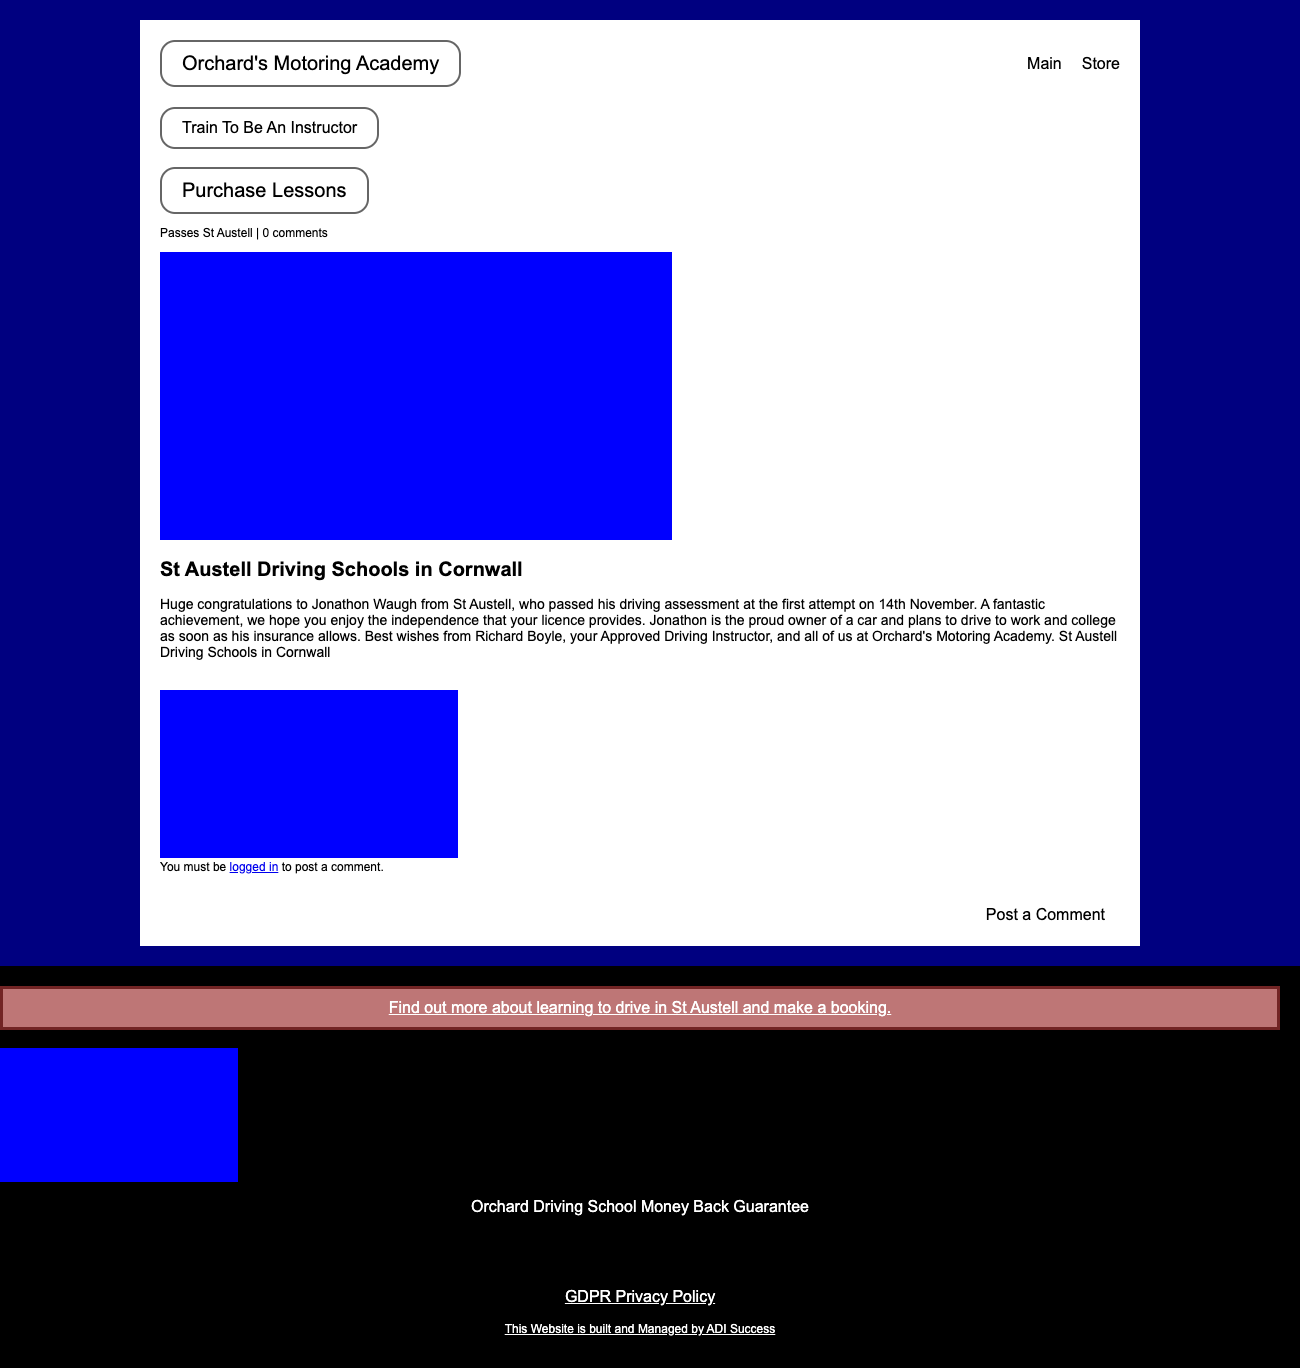 Orchard's Motoring Academy
Main Store
Train To Be An Instructor
Purchase Lessons
Passes St Austell | 0 comments
St Austell Driving Schools in Cornwall
Huge congratulations to Jonathon Waugh from St Austell, who passed his driving assessment at the first attempt on 14th November. A fantastic
achievement, we hope you enjoy the independence that your licence provides. Jonathon is the proud owner of a car and plans to drive to work and college
as soon as his insurance allows. Best wishes from Richard Boyle, your Approved Driving Instructor, and all of us at Orchard's Motoring Academy. St Austell
Driving Schools in Cornwall
You must be logged in to post a comment.
Post a Comment
Find out more about learning to drive in St Austell and make a booking.
Orchard Driving School Money Back Guarantee
GDPR Privacy Policy
This Website is built and Managed by ADI Success